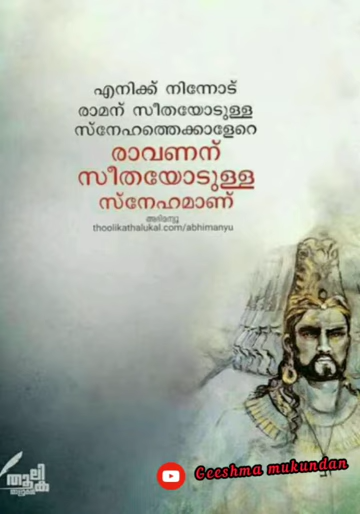 എനിക്ക് നിന്നോട്
രാമന് സീതയോടുള്ള
സ്നേഹത്തെക്കാളേറെ
രാവണന്
സീതയോടുള്ള
സ്നേഹമാണ്
അഭിമന്യു
thoolikathalukal.com/abhimanyu
തൂലിക
Geeshma mukundan